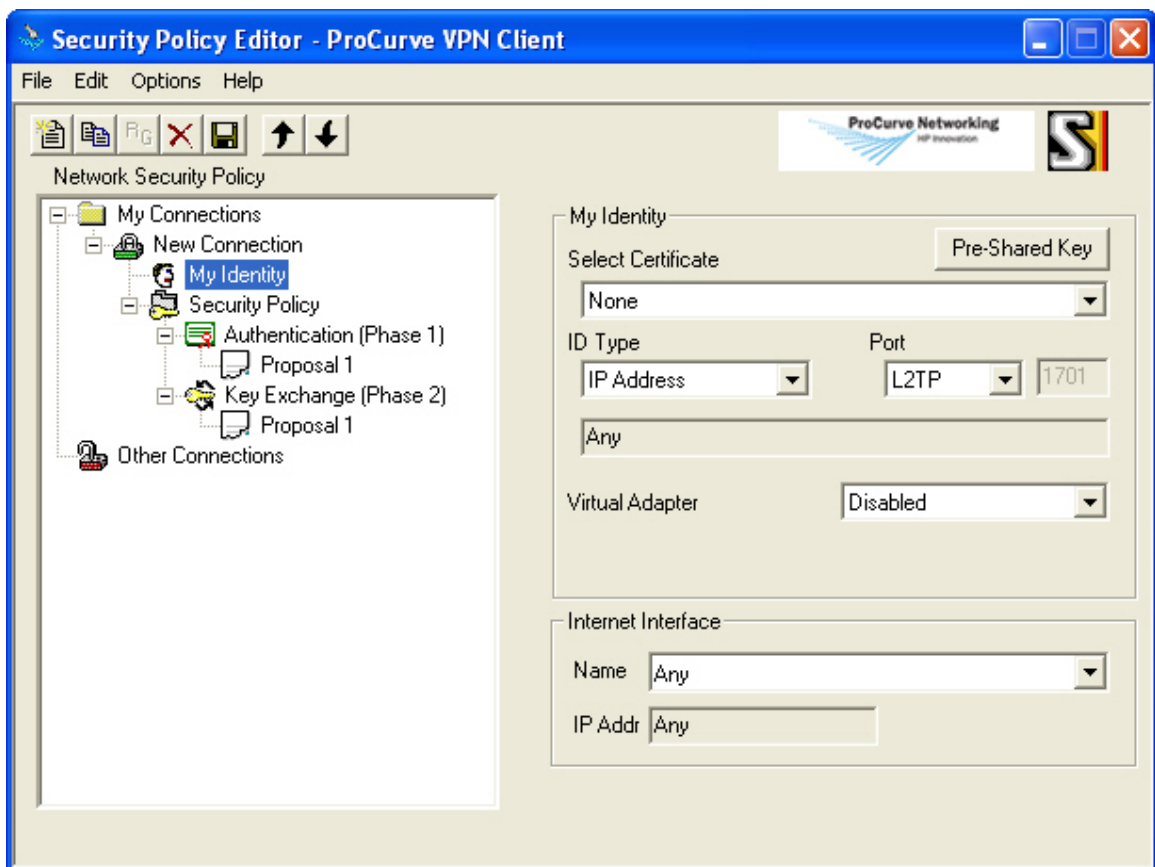 Security Policy Editor - ProCurve VPN Client
File Edit Options Help
RG
ProCurve Networking
HP Innovation
S
Network Security Policy
My Connections
New Connection
My Identity
Security Policy
Authentication (Phase 1)
Proposal 1
Key Exchange (Phase 2)
Proposal 1
Other Connections
My Identity
Pre-Shared Key
Select Certificate
None
ID Type Port
IP Address L2TP 1701
Any
Virtual Adapter Disabled
Internet Interface
Name Any
IP Addr Any